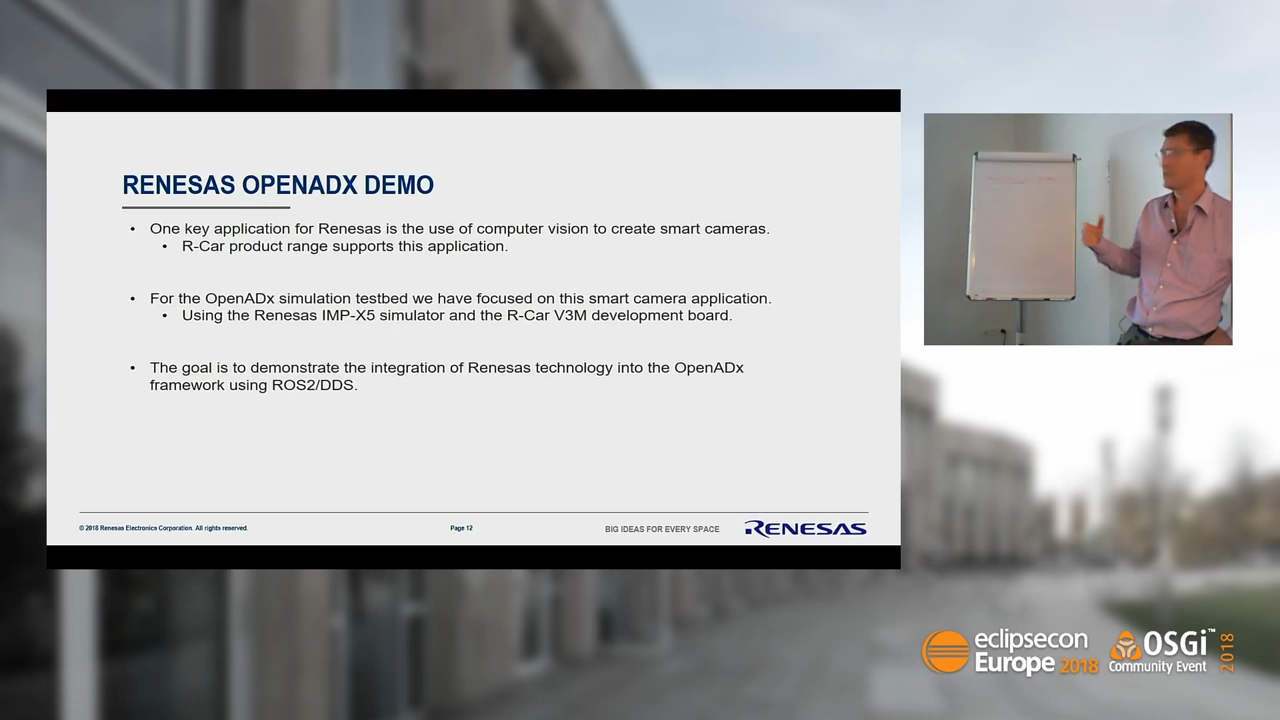 RENESAS OPENADX DEMO
• One key application for Renesas is the use of computer vision to create smart cameras.
• R-Car product range supports this application.
• For the OpenADx simulation testbed we have focused on this smart camera application.
• Using the Renesas IMP-X5 simulator and the R-Car V3M development board.
• The goal is to demonstrate the integration of Renesas technology into the OpenADx
framework using ROS2/DDS.
© 2018 Renesas Electronics Corporation. All rights reserved.
Page 12
BIG IDEAS FOR EVERY SPACE
RENESAS
eclipsecon
Europe 2018
OSGi™
Community Event
2018